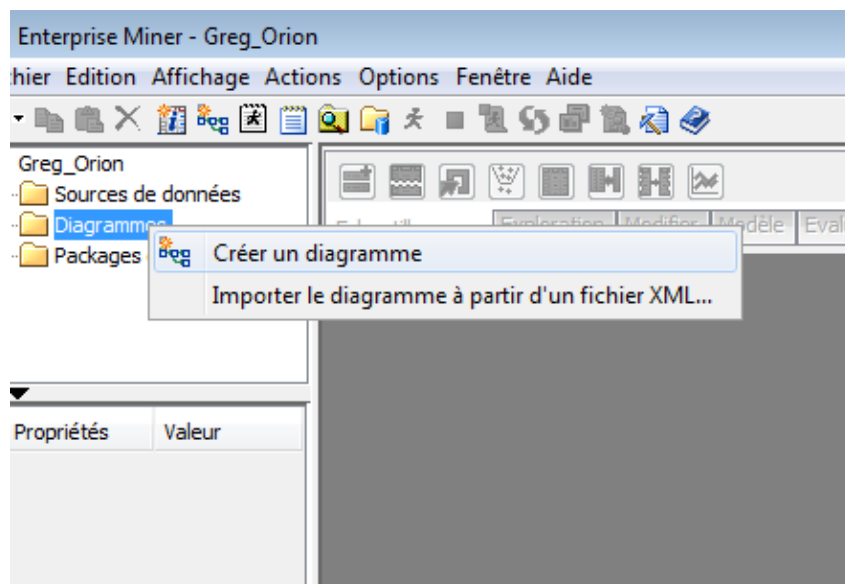 Enterprise Miner - Greg_Orion
hier Edition Affichage Actions Options Fenêtre Aide
Greg_Orion
Sources de données
Diagrammes
Exploration Modifier Modèle Eval
Packages
Créer un diagramme
Importer le diagramme à partir d'un fichier XML...
Propriétés Valeur